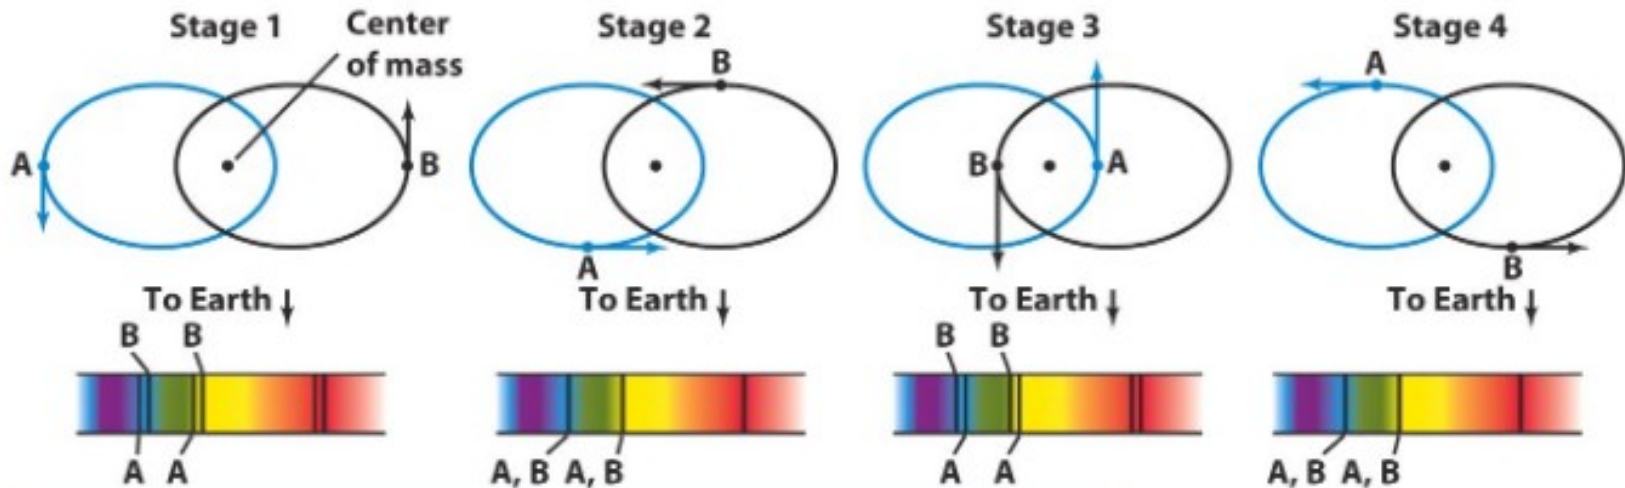 Stage 1
Center
of mass
A
B
To Earth
B
B
A
A
Stage 2
B
A
To Earth
A, B
A, B
Stage 3
B
A
To Earth
B
B
A
A
Stage 4
A
B
To Earth
A, B
A, B